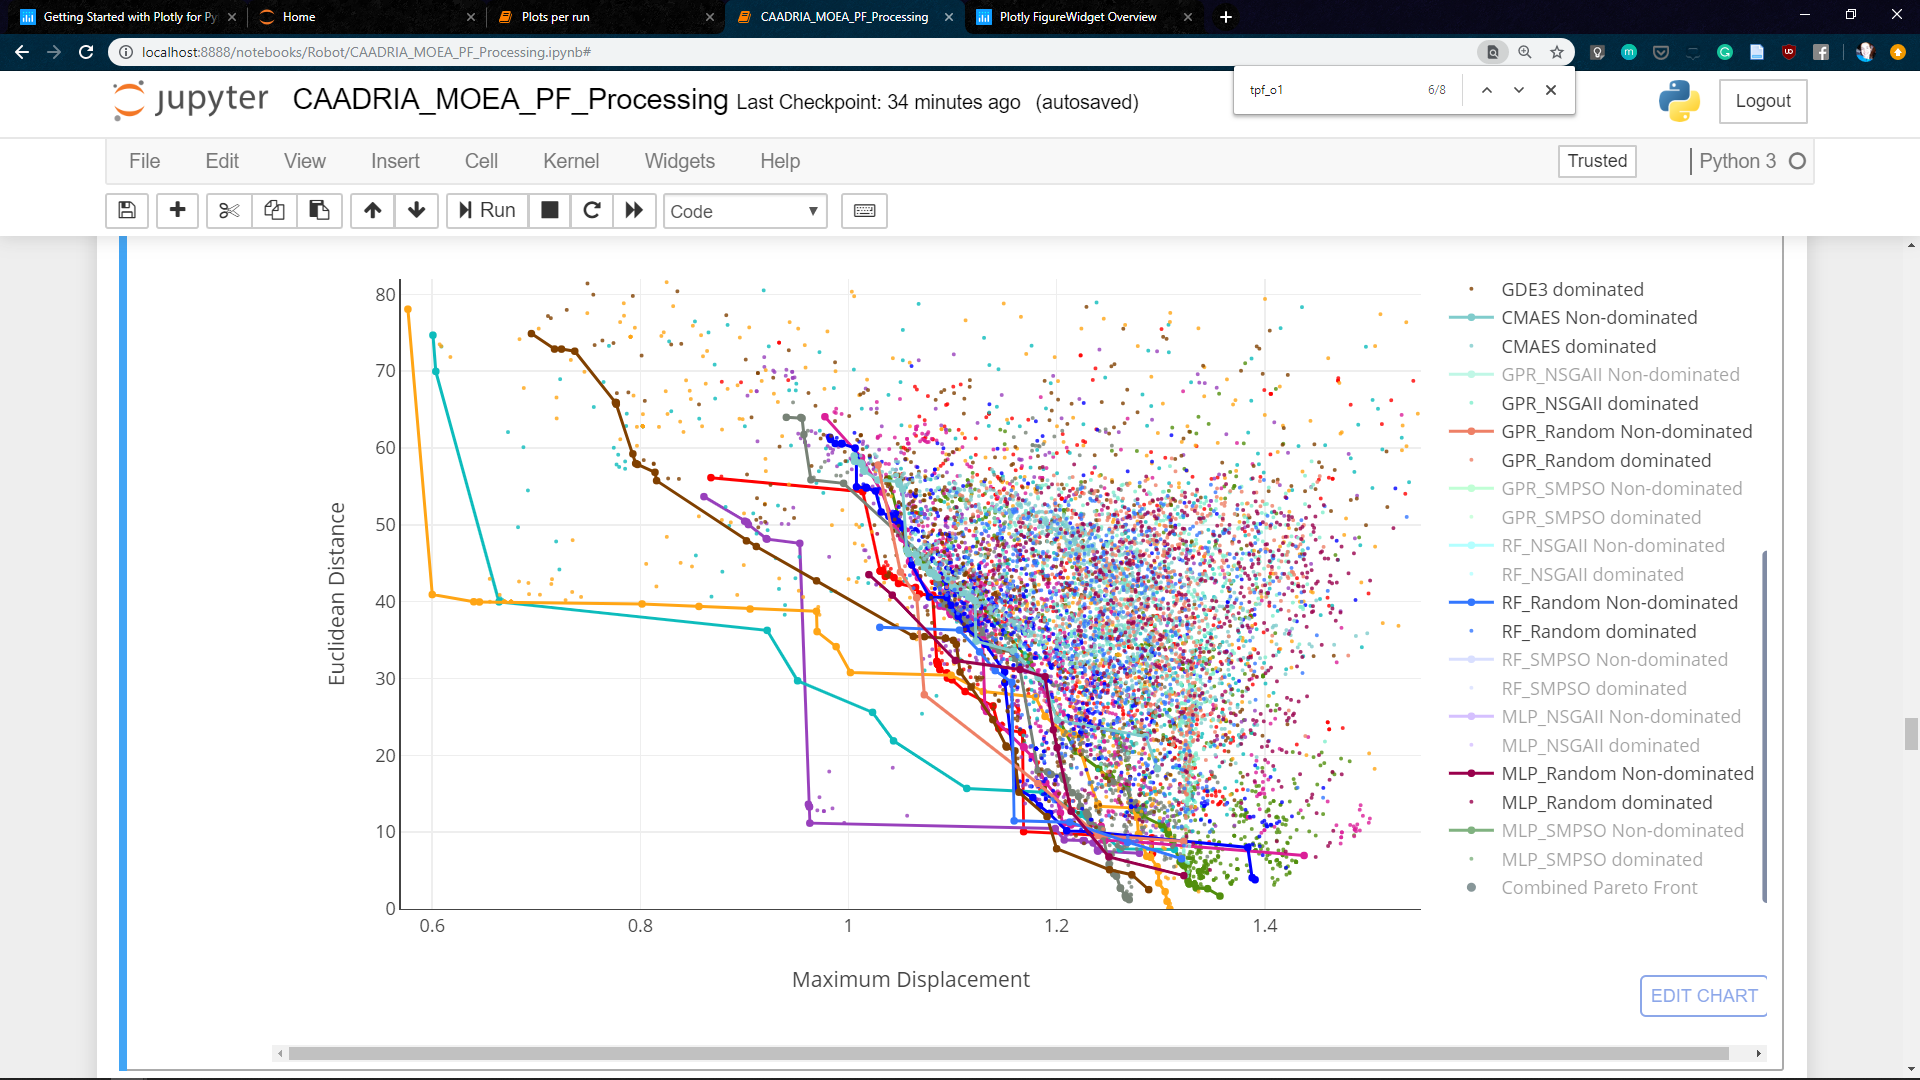 Getting Started with Plotly for Py
Home
Plots per run
CAADRIA_MOEA_PF_Processing
Plotly FigureWidget Overview
localhost:8888/notebooks/Robot/CAADRIA_MOEA_PF_Processing.ipynb#
tpf_o1 6/8
jupyter CAADRIA_MOEA_PF_Processing Last Checkpoint: 34 minutes ago (autosaved)
Logout
File Edit View Insert Cell Kernel Widgets Help
Trusted
Python 3
Run
Code
80
70
60
50
40
30
20
10
0
0.6 0.8 1 1.2 1.4
Euclidean Distance
Maximum Displacement
GDE3 dominated
CMAES Non-dominated
CMAES dominated
GPR_NSGAII Non-dominated
GPR_NSGAII dominated
GPR_Random Non-dominated
GPR_Random dominated
GPR_SMPSO Non-dominated
GPR_SMPSO dominated
RF_NSGAII Non-dominated
RF_NSGAII dominated
RF_Random Non-dominated
RF_Random dominated
RF_SMPSO Non-dominated
RF_SMPSO dominated
MLP_NSGAII Non-dominated
MLP_NSGAII dominated
MLP_Random Non-dominated
MLP_Random dominated
MLP_SMPSO Non-dominated
MLP_SMPSO dominated
Combined Pareto Front
EDIT CHART